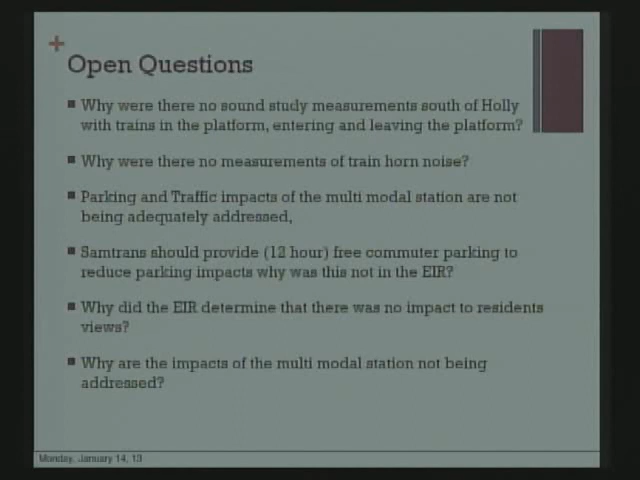 +
Open Questions
Why were there no sound study measurements south of Holly
with trains in the platform, entering and leaving the platform?
Why were there no measurements of train horn noise?
Parking and Traffic impacts of the multi modal station are not
being adequately addressed,
Samtrans should provide (12 hour) free commuter parking to
reduce parking impacts why was this not in the EIR?
Why did the EIR determine that there was no impact to residents
views?
Why are the impacts of the multi modal station not being
addressed?
Monday, January 14, 13